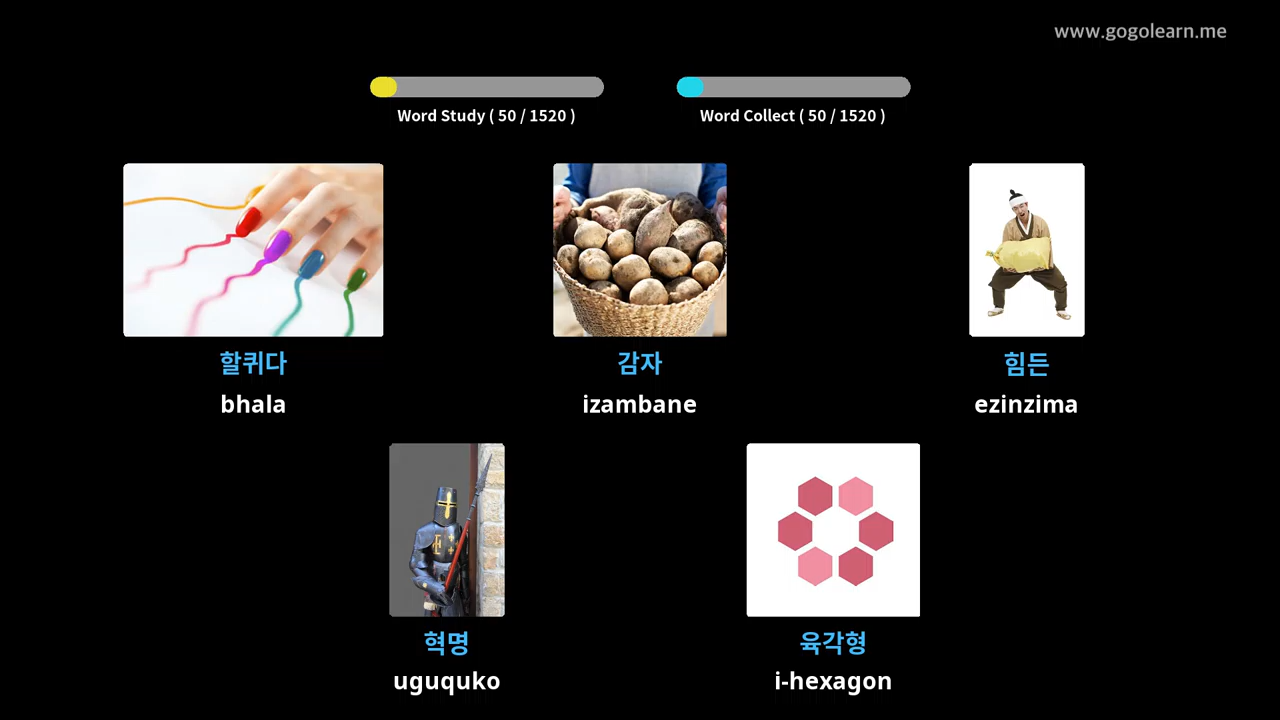 www.gogolearn.me
Word Study ( 50 / 1520 )
Word Collect ( 50 / 1520 )
할퀴다
감자
힘든
bhala
izambane
ezinzima
혁명
육각형
uguquko
i-hexagon